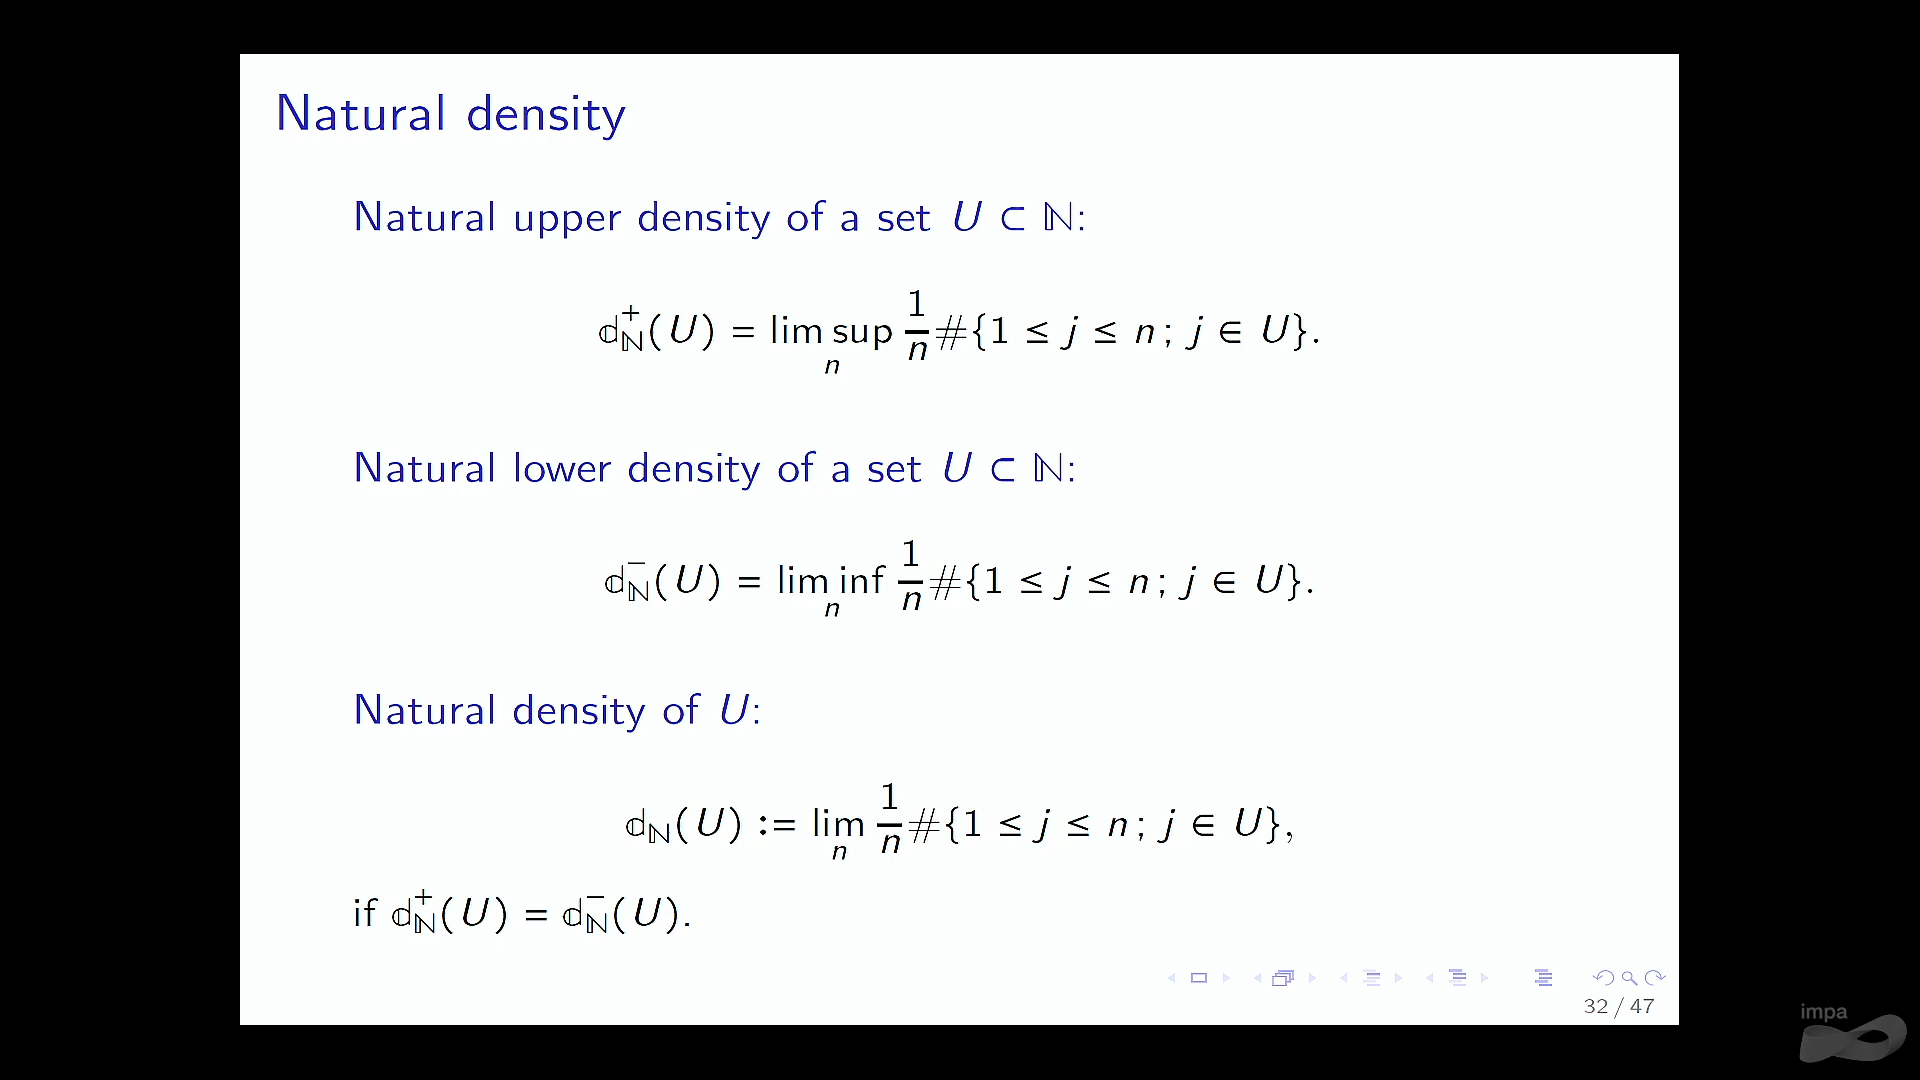 Natural density
Natural upper density of a set U ⊂ ℕ:
𝕕⁺_ℕ(U) = lim sup_n 1/n #{1 ≤ j ≤ n; j ∈ U}.
Natural lower density of a set U ⊂ ℕ:
𝕕⁻_ℕ(U) = lim inf_n 1/n #{1 ≤ j ≤ n; j ∈ U}.
Natural density of U:
𝕕_ℕ(U) := lim_n 1/n #{1 ≤ j ≤ n; j ∈ U},
if 𝕕⁺_ℕ(U) = 𝕕⁻_ℕ(U).
32 / 47
impa